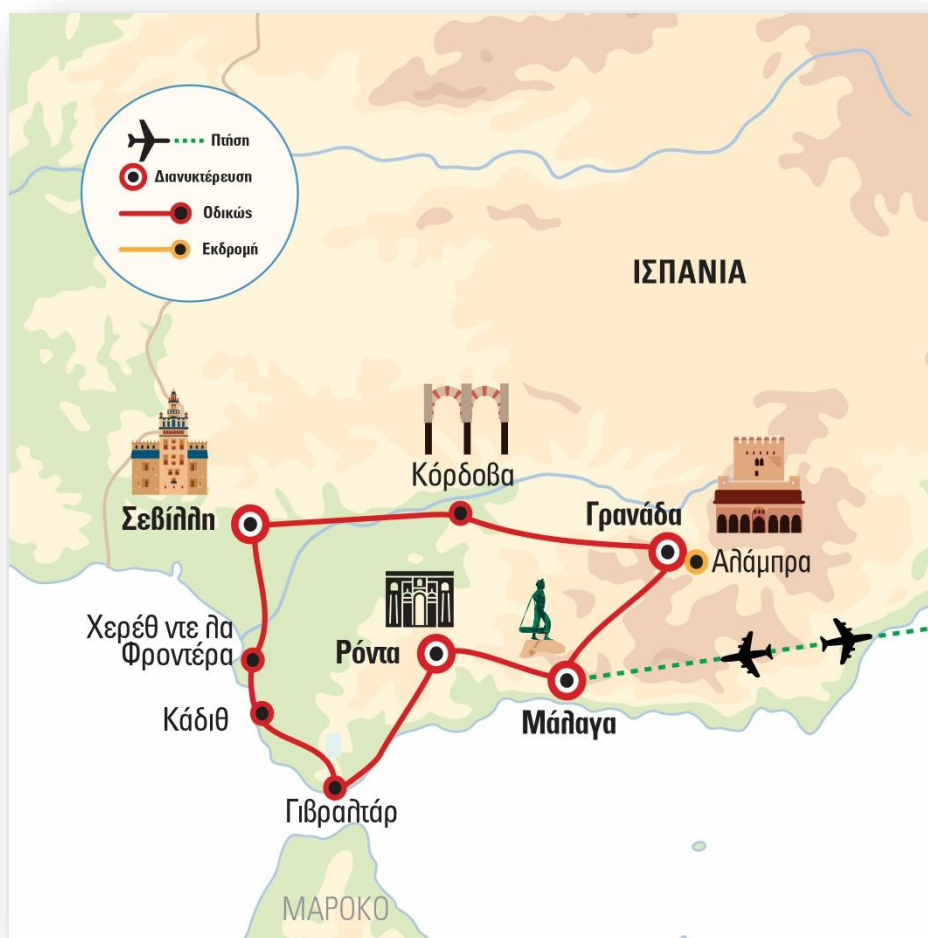 Πτήση
Διανυκτέρευση
Οδικώς
Εκδρομή
ΙΣΠΑΝΙΑ
Κόρδοβα
Σεβίλλη
Γρανάδα
Αλάμπρα
Χερέθ ντε λα
Φροντέρα
Ρόντα
Κάδιθ
Μάλαγα
Γιβραλτάρ
ΜΑΡΟΚΟ